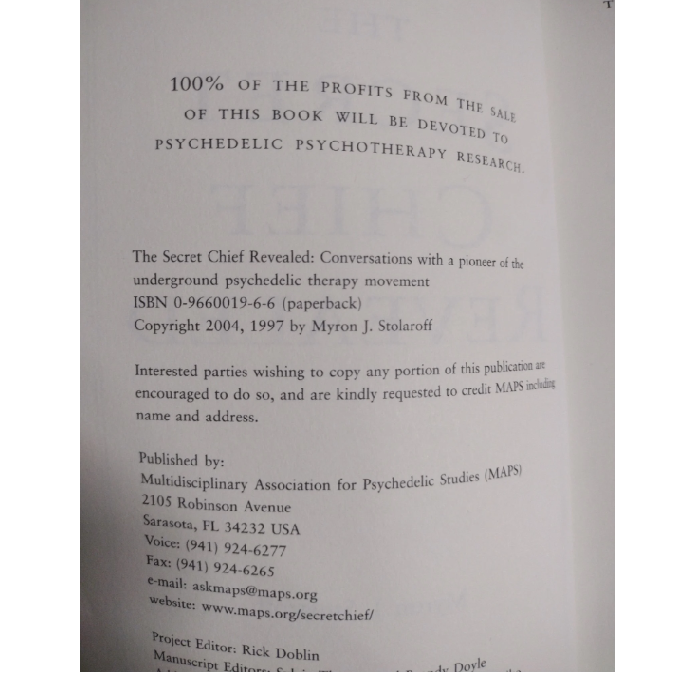 100% OF THE PROFITS FROM THE SALE
OF THIS BOOK WILL BE DEVOTED TO
PSYCHEDELIC PSYCHOTHERAPY RESEARCH.
The Secret Chief Revealed: Conversations with a pioneer of the
underground psychedelic therapy movement
ISBN 0-9660019-6-6 (paperback)
Copyright 2004, 1997 by Myron J. Stolaroff
Interested parties wishing to copy any portion of this publication are
encouraged to do so, and are kindly requested to credit MAPS including
name and address.
Published by:
Multidisciplinary Association for Psychedelic Studies (MAPS)
2105 Robinson Avenue
Sarasota, FL 34232 USA
Voice: (941) 924-6277
Fax: (941) 924-6265
e-mail: askmaps@maps.org
website: www.maps.org/secretchief/
Project Editor: Rick Doblin
Manuscript Editors: Doyle